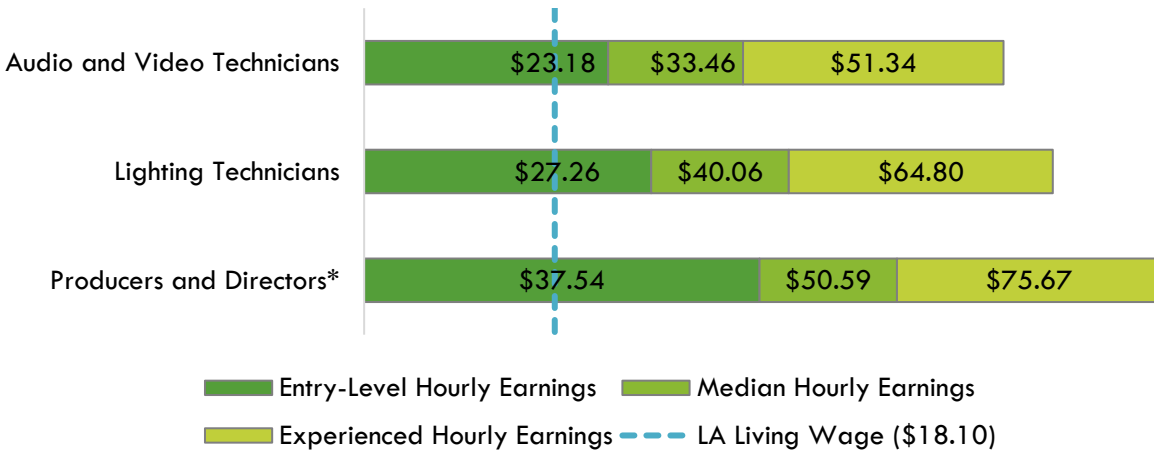 Audio and Video Technicians $23.18 $33.46 $51.34
Lighting Technicians $27.26 $40.06 $64.80
Producers and Directors* $37.54 $50.59 $75.67
Entry-Level Hourly Earnings Median Hourly Earnings
Experienced Hourly Earnings LA Living Wage ($18.10)